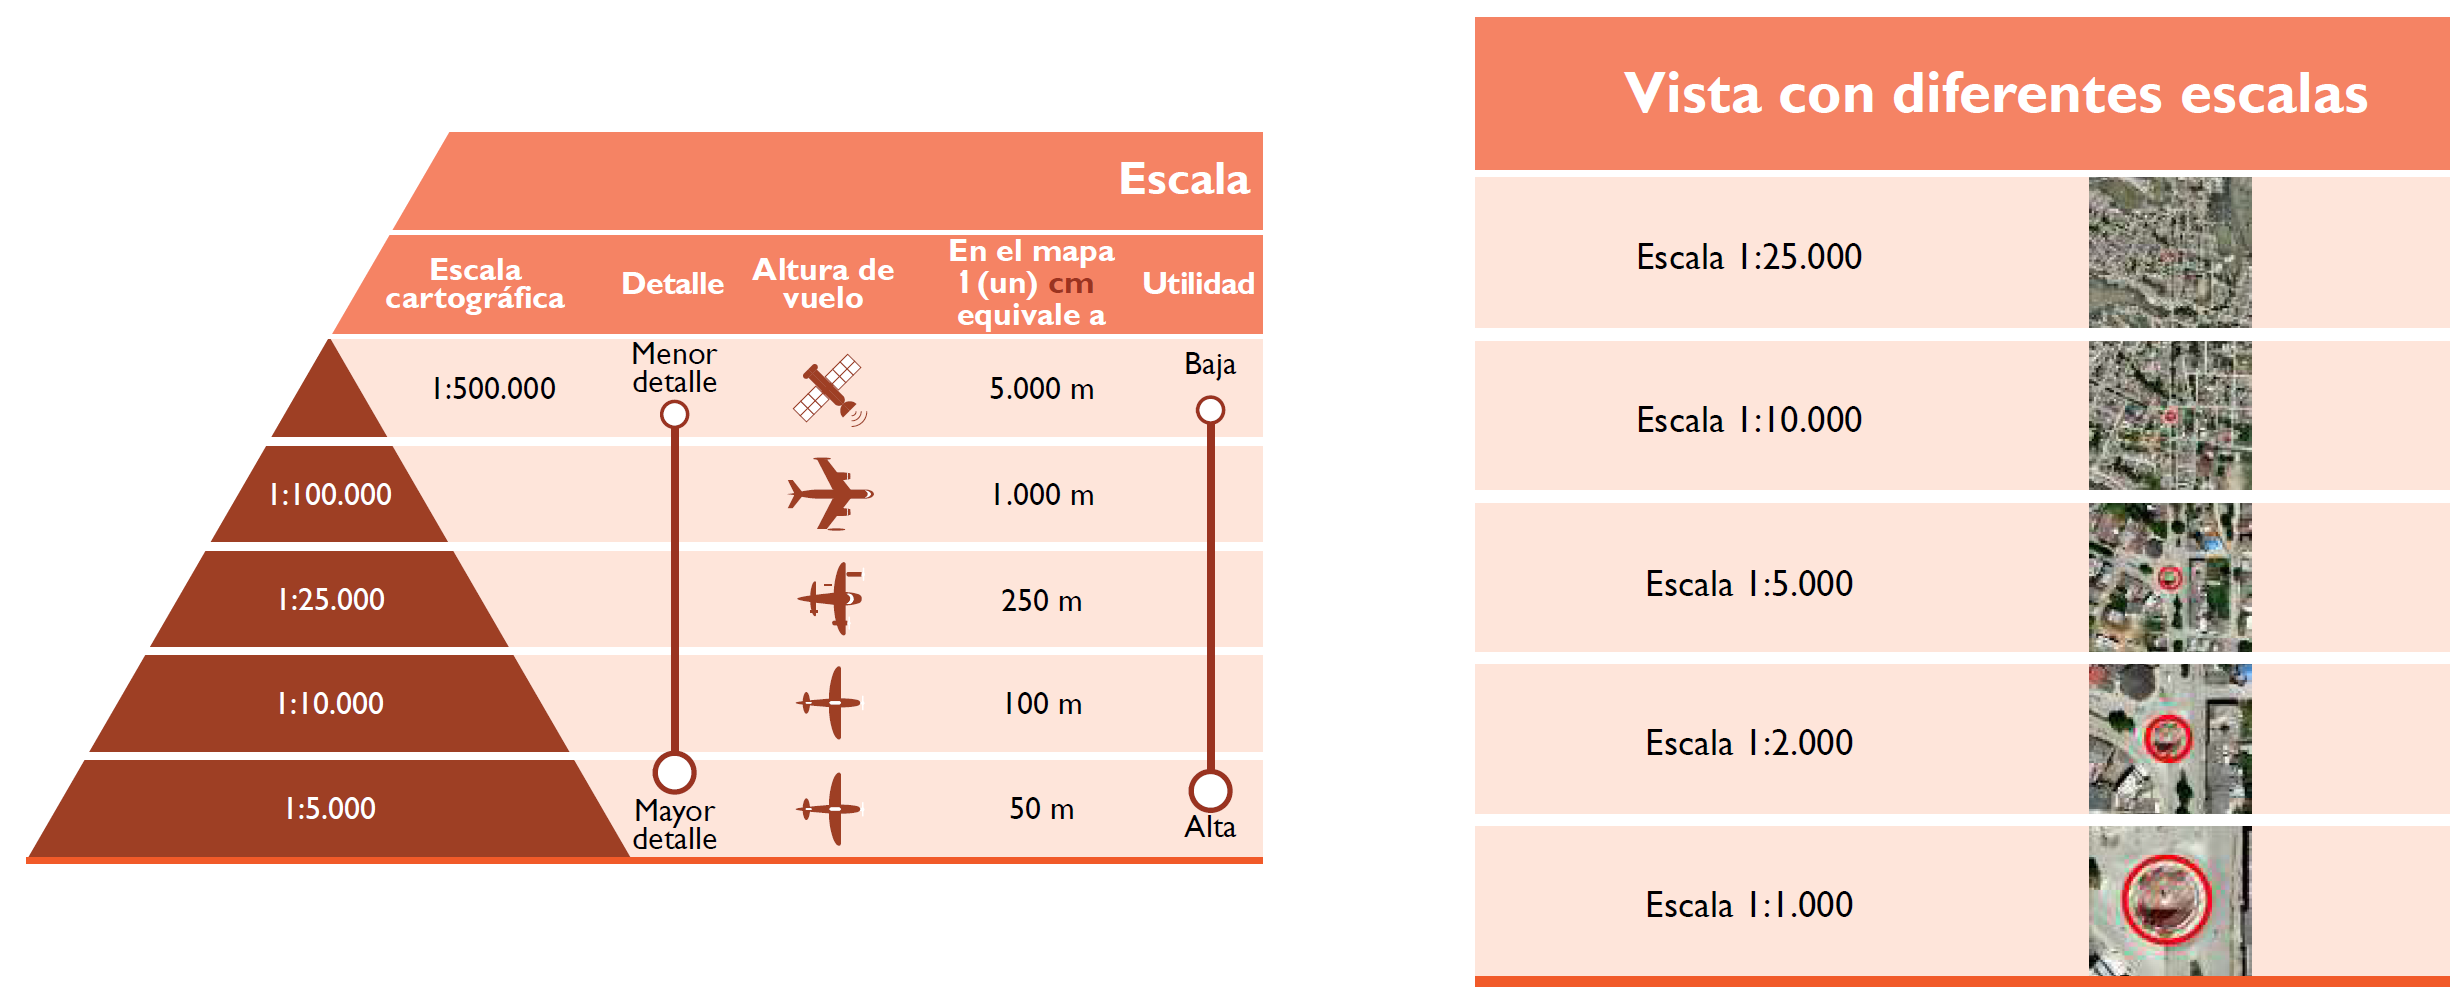 Escala
Escala
cartográfica
Detalle
Altura de
vuelo
En el mapa
1 (un) cm
equivale a
Utilidad
1:500.000
Menor
detalle
5.000 m
Baja
1:100.000
1.000 m
1:25.000
250 m
1:10.000
100 m
1:5.000
Mayor
detalle
50 m
Alta
Vista con diferentes escalas
Escala 1:25.000
Escala 1:10.000
Escala 1:5.000
Escala 1:2.000
Escala 1:1.000